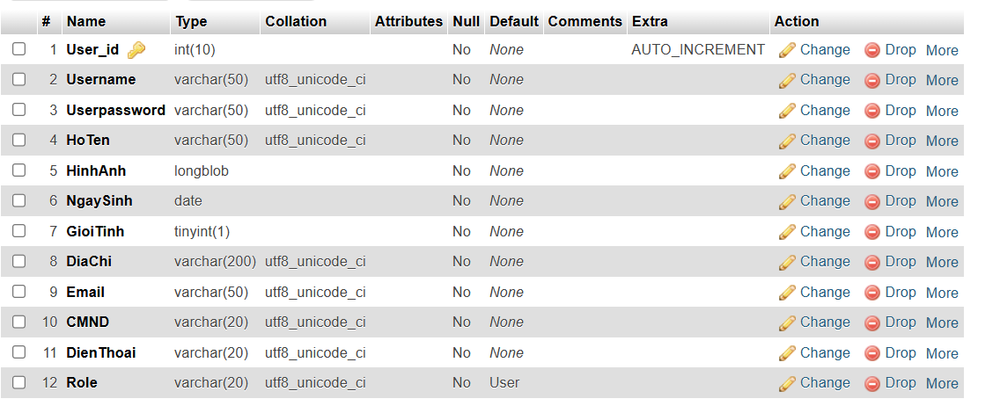 # Name Type Collation Attributes Null Default Comments Extra Action
1 User_id int(10) No None AUTO_INCREMENT Change Drop More
2 Username varchar(50) utf8_unicode_ci No None Change Drop More
3 Userpassword varchar(50) utf8_unicode_ci No None Change Drop More
4 HoTen varchar(50) utf8_unicode_ci No None Change Drop More
5 HinhAnh longblob No None Change Drop More
6 NgaySinh date No None Change Drop More
7 GioiTinh tinyint(1) No None Change Drop More
8 DiaChi varchar(200) utf8_unicode_ci No None Change Drop More
9 Email varchar(50) utf8_unicode_ci No None Change Drop More
10 CMND varchar(20) utf8_unicode_ci No None Change Drop More
11 DienThoai varchar(20) utf8_unicode_ci No None Change Drop More
12 Role varchar(20) utf8_unicode_ci No User Change Drop More